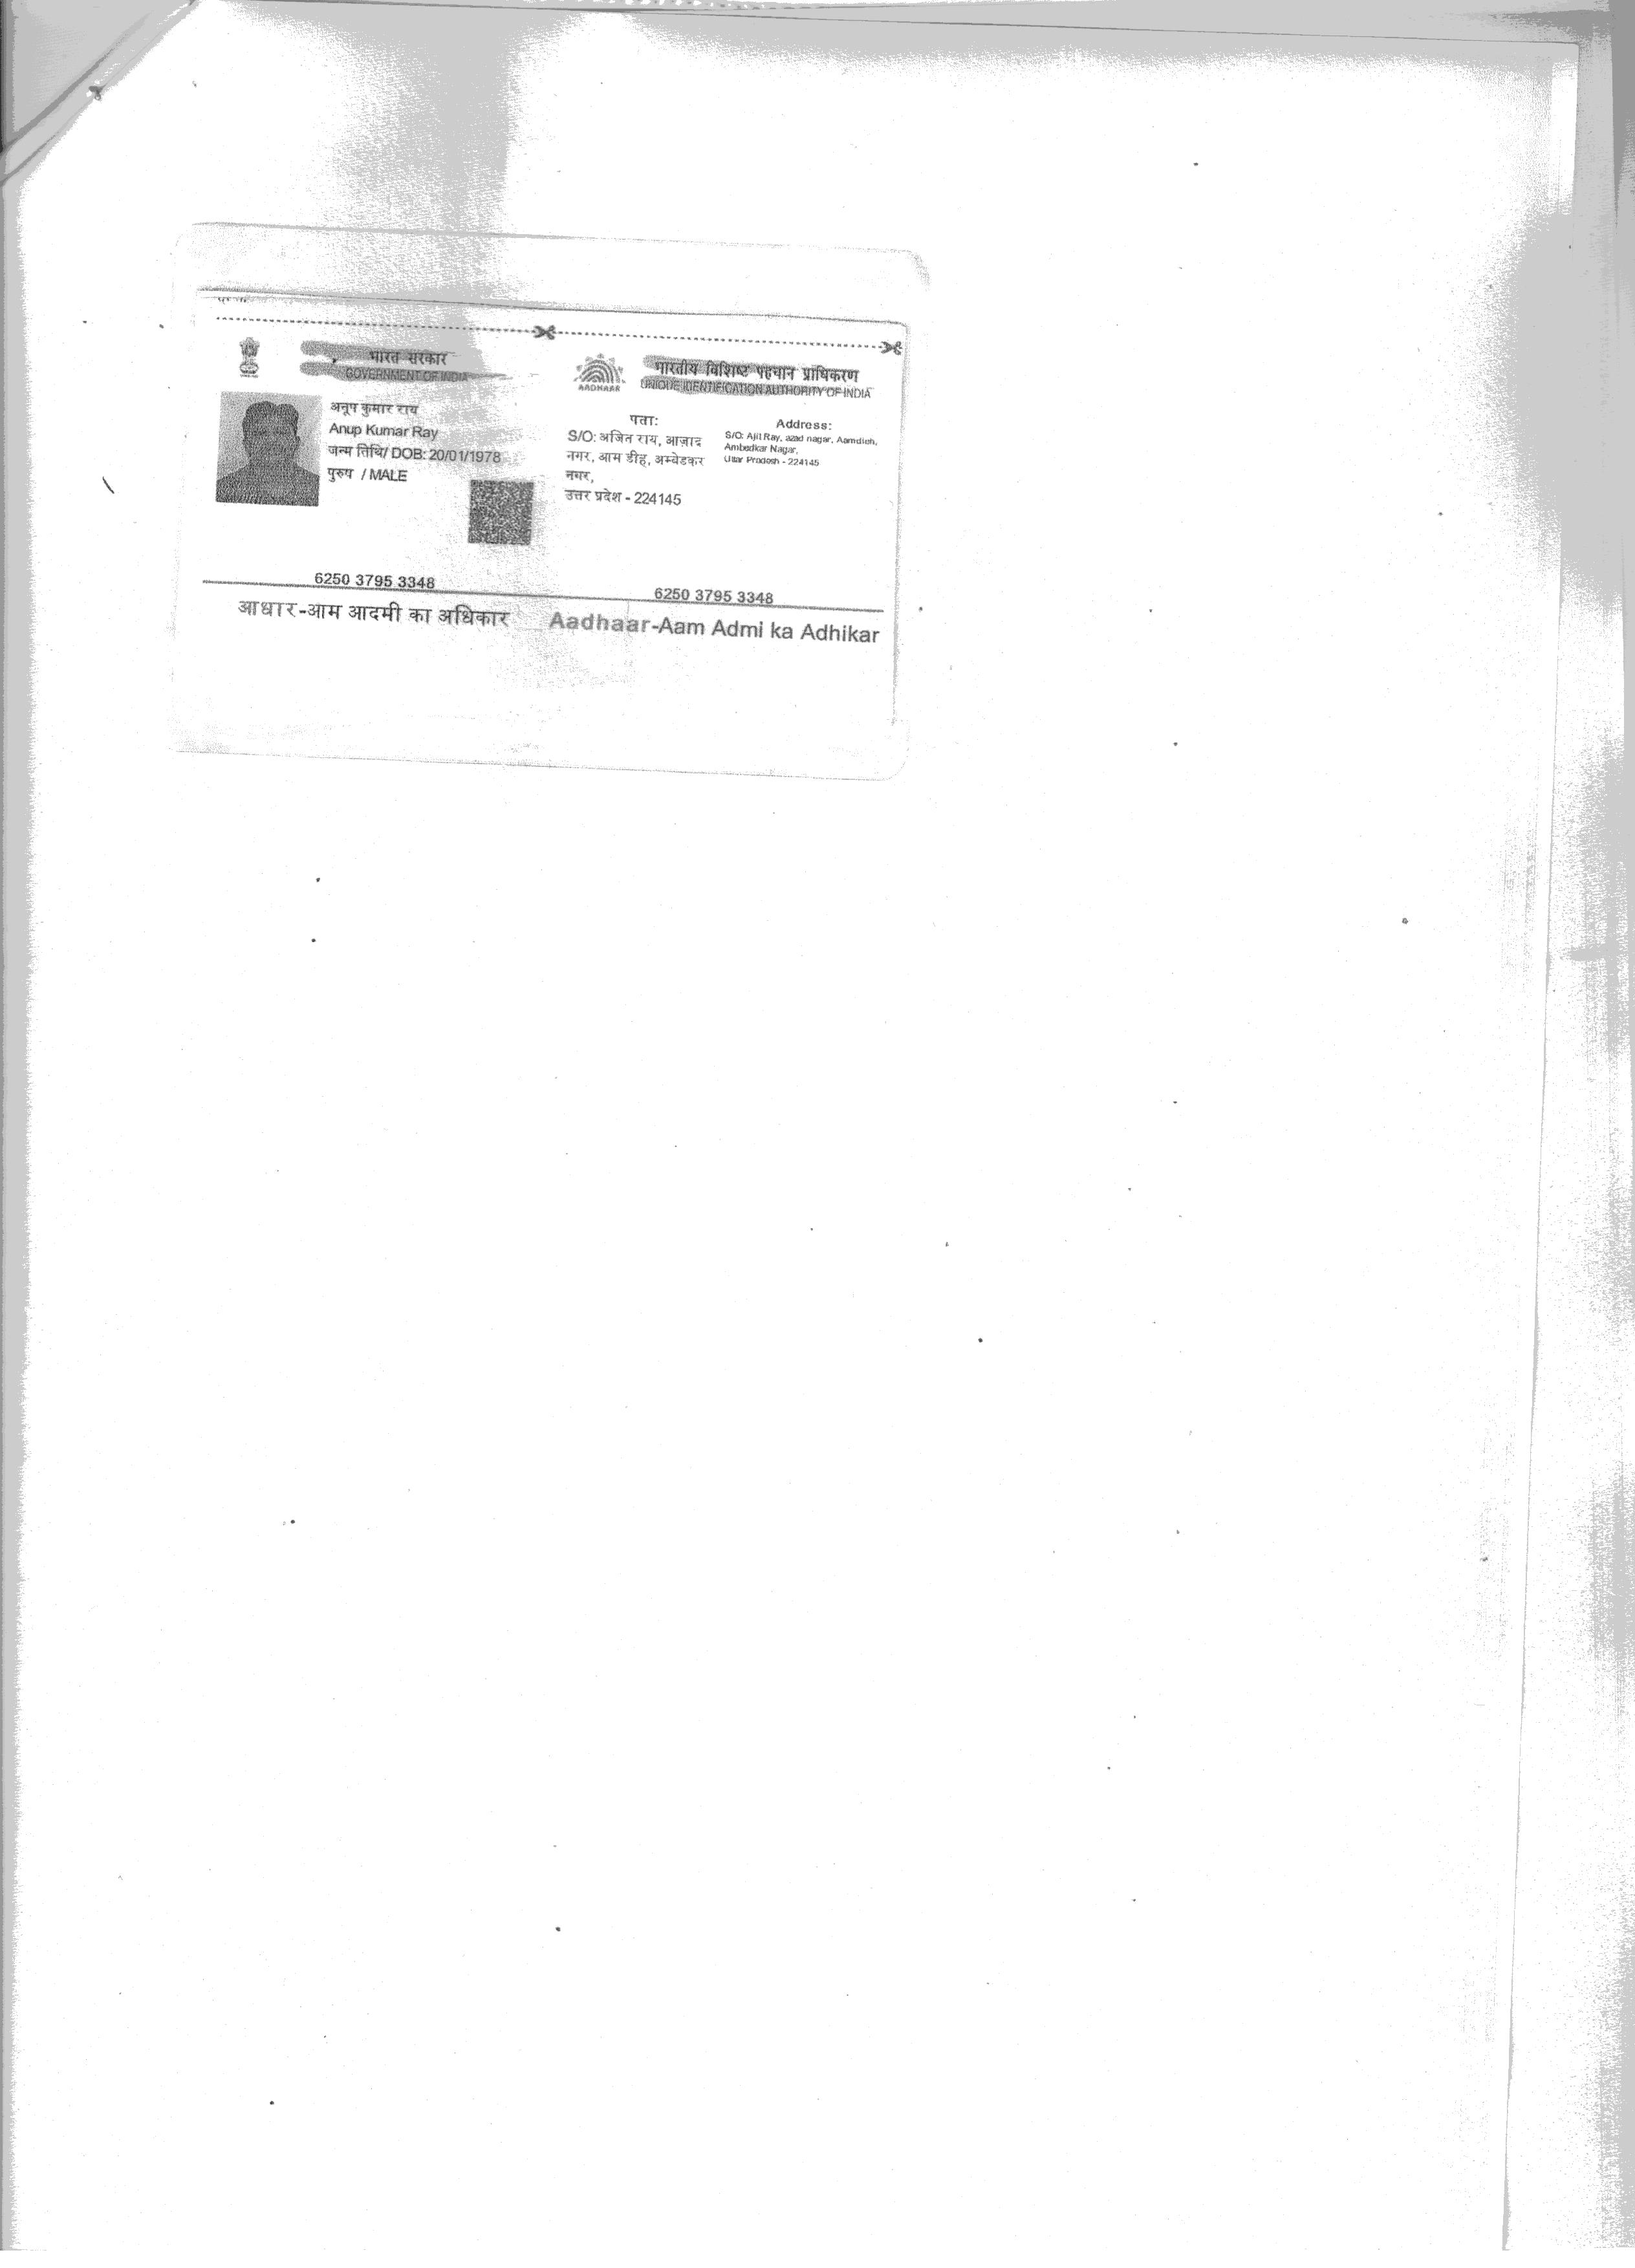 भारत सरकार
GOVERNMENT OF INDIA
अनूप कुमार राय
Anup Kumar Ray
जन्म तिथि/ DOB: 20/01/1978
पुरुष / MALE
6250 3795 3348
आधार-आम आदमी का अधिकार
भारतीय विशिष्ट पहचान प्राधिकरण
UNIQUE IDENTIFICATION AUTHORITY OF INDIA
AADHAAR
पता:
S/O: अजित राय, आज़ाद
नगर, आम डीह, अम्बेडकर
नगर,
उत्तर प्रदेश - 224145
Address:
S/O: Ajit Ray, azad nagar, Aamdieh,
Ambedkar Nagar,
Uttar Pradesh - 224145
6250 3795 3348
Aadhaar-Aam Admi ka Adhikar